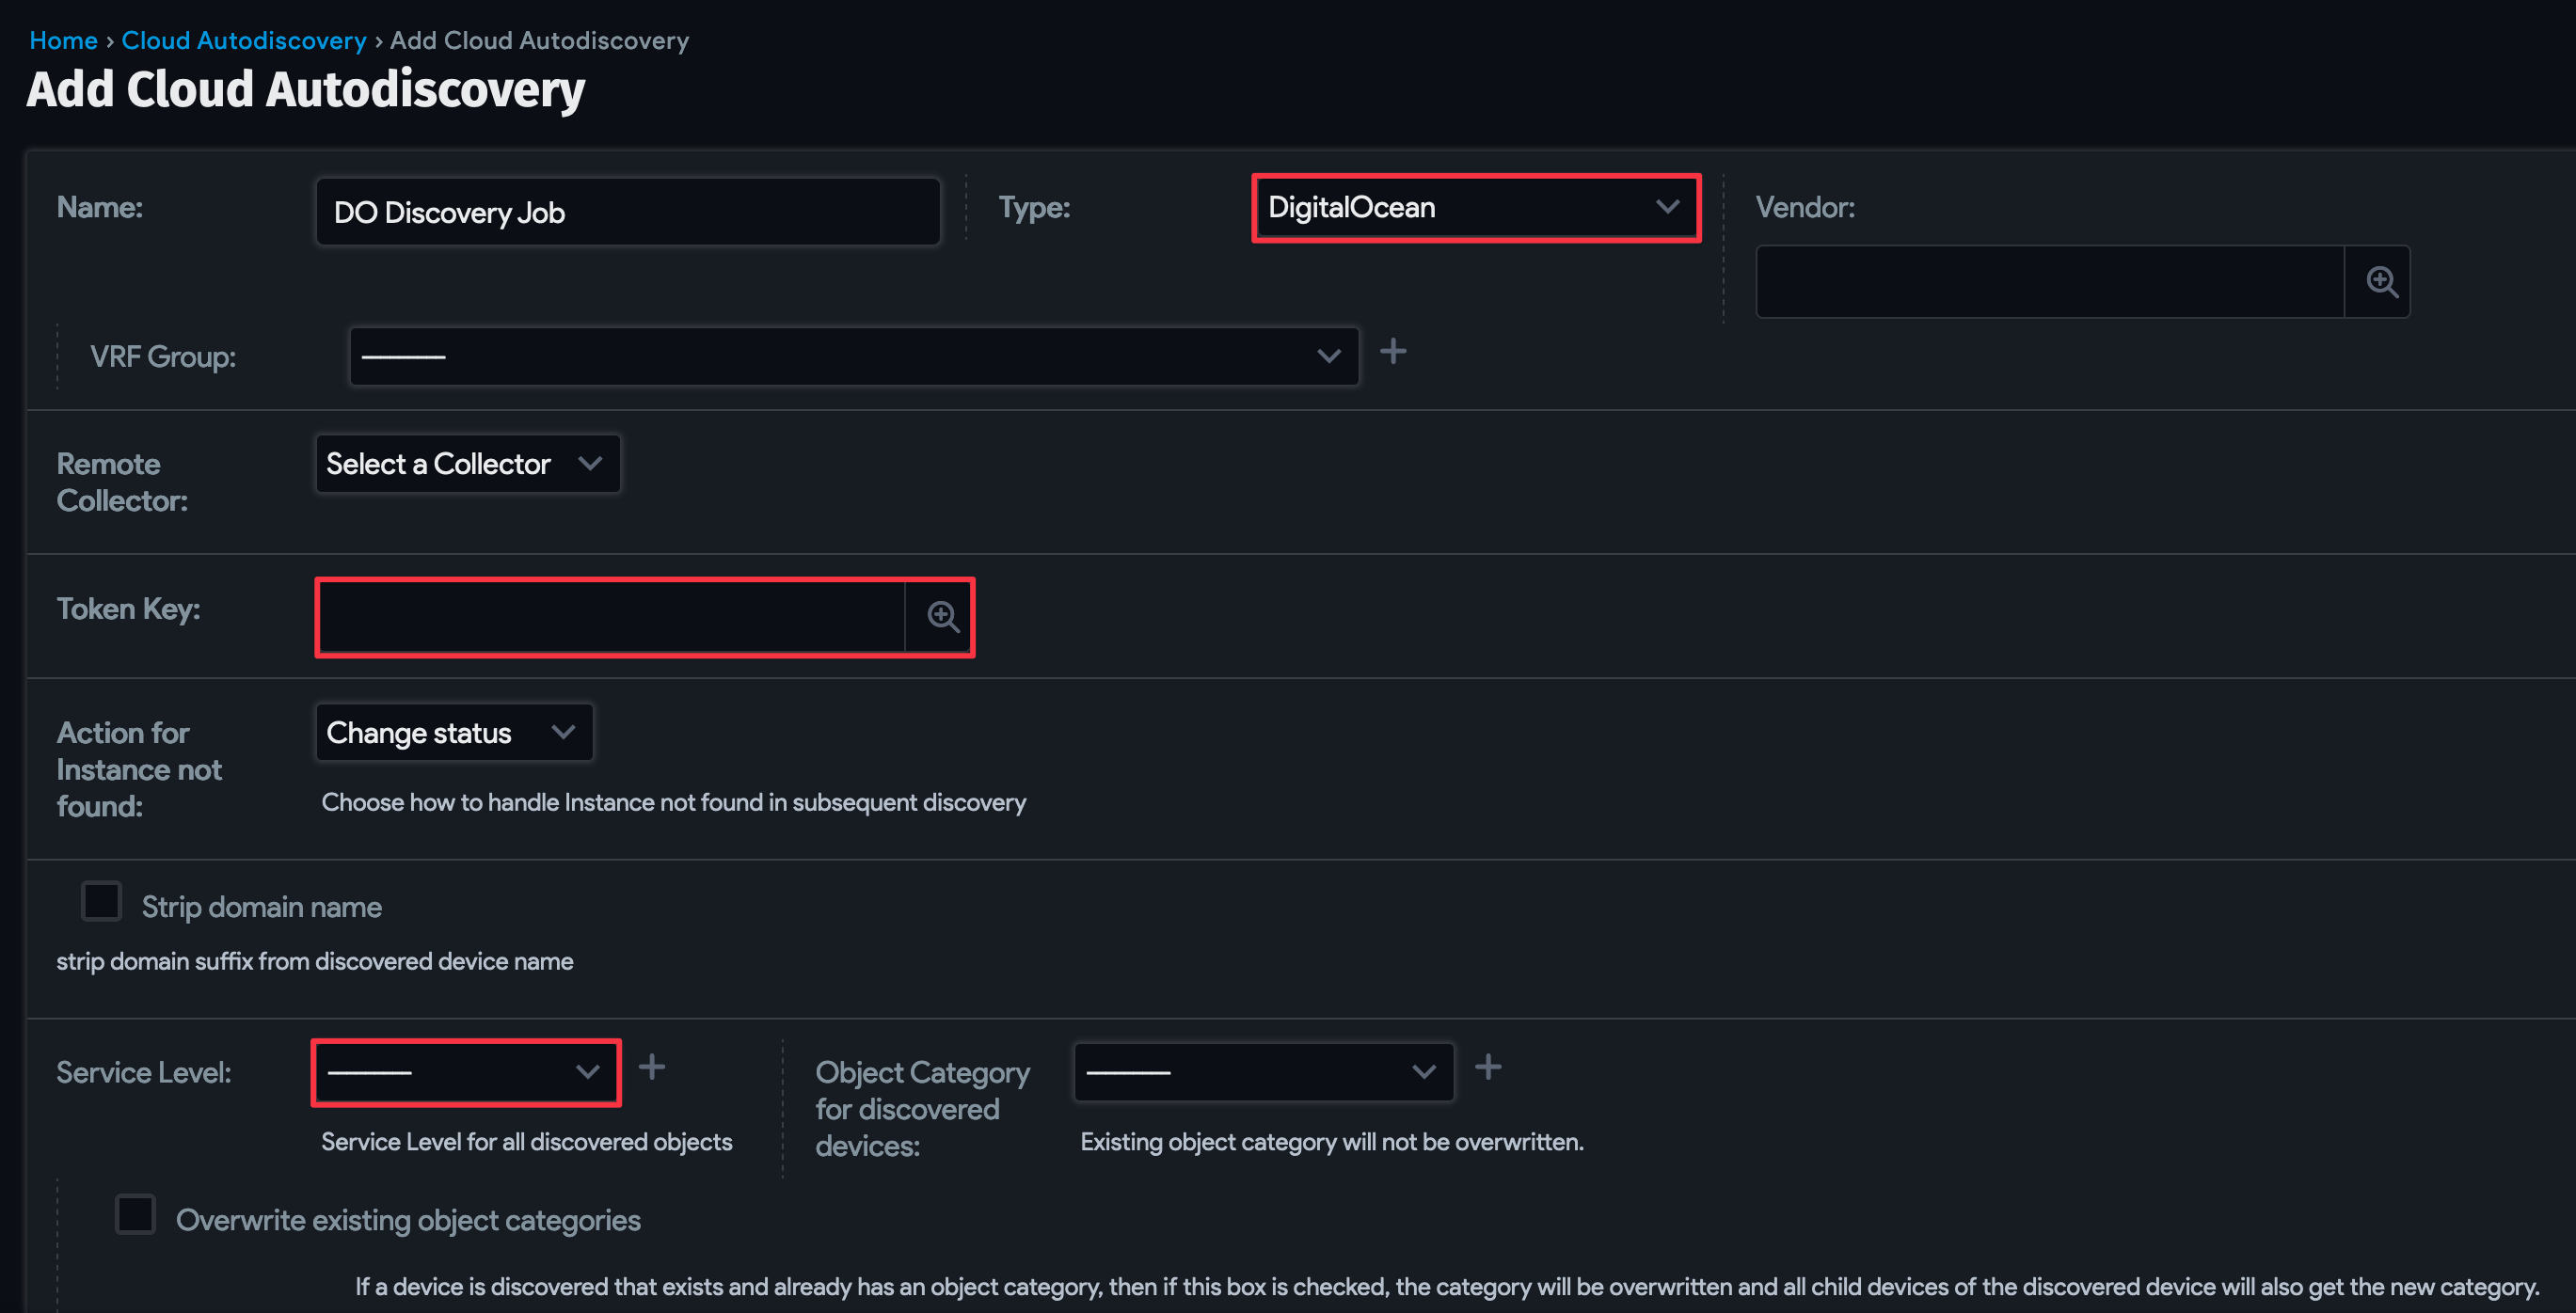 Home › Cloud Autodiscovery › Add Cloud Autodiscovery
Add Cloud Autodiscovery
Name:
DO Discovery Job
Type:
DigitalOcean
Vendor:
VRF Group:
---------
Remote
Collector:
Select a Collector
Token Key:
Action for
Instance not
found:
Change status
Choose how to handle Instance not found in subsequent discovery
Strip domain name
strip domain suffix from discovered device name
Service Level:
---------
Service Level for all discovered objects
Object Category
for discovered
devices:
---------
Existing object category will not be overwritten.
Overwrite existing object categories
If a device is discovered that exists and already has an object category, then if this box is checked, the category will be overwritten and all child devices of the discovered device will also get the new category.